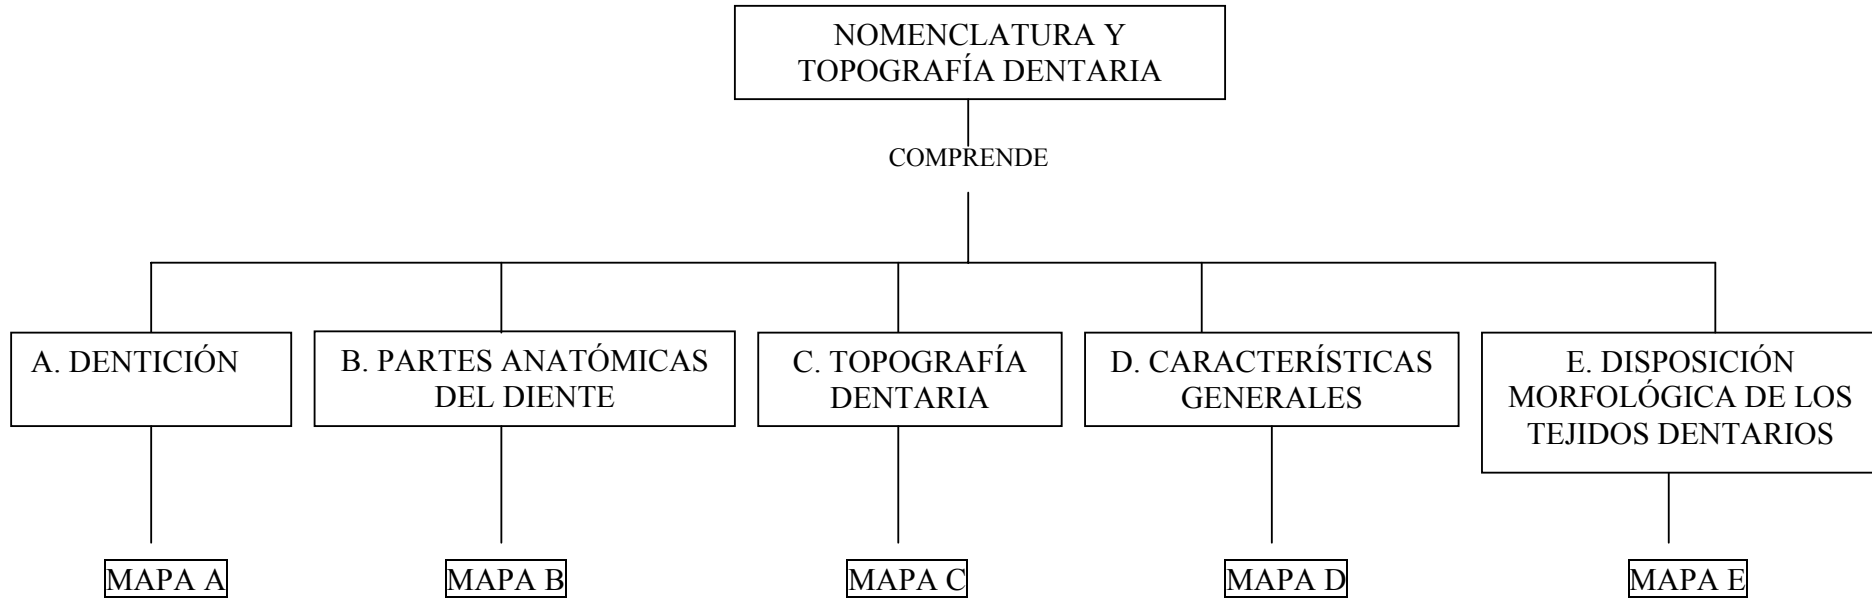 NOMENCLATURA Y
TOPOGRAFÍA DENTARIA
COMPRENDE
A. DENTICIÓN
B. PARTES ANATÓMICAS
DEL DIENTE
C. TOPOGRAFÍA
DENTARIA
D. CARACTERÍSTICAS
GENERALES
E. DISPOSICIÓN
MORFOLÓGICA DE LOS
TEJIDOS DENTARIOS
MAPA A
MAPA B
MAPA C
MAPA D
MAPA E